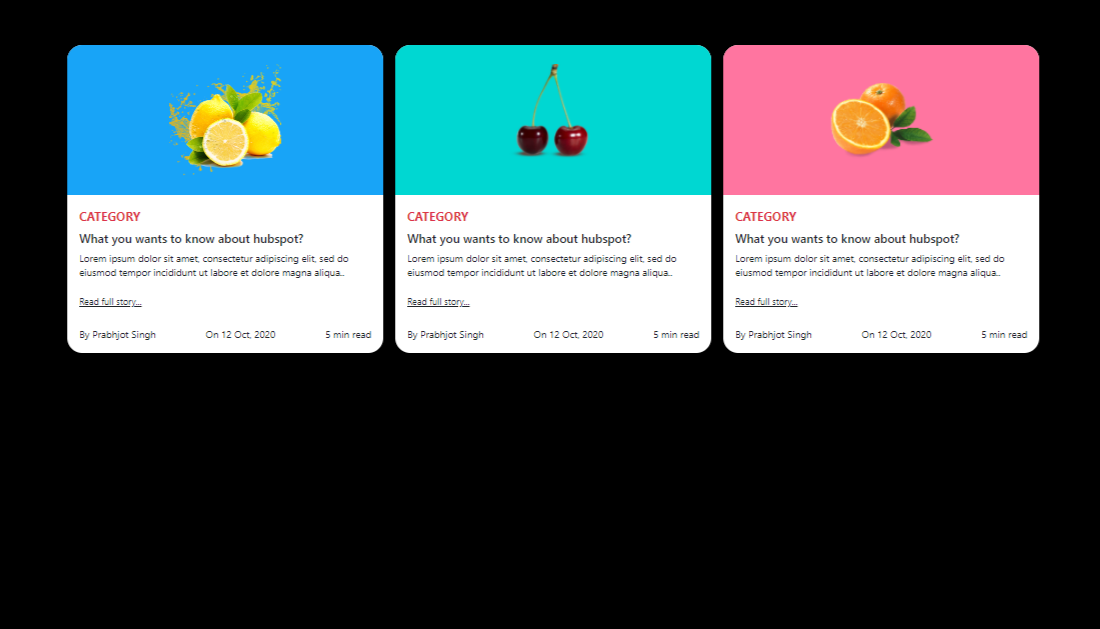 CATEGORY
What you wants to know about hubspot?
Lorem ipsum dolor sit amet, consectetur adipiscing elit, sed do
eiusmod tempor incididunt ut labore et dolore magna aliqua..
Read full story...
By Prabhjot Singh On 12 Oct, 2020 5 min read
CATEGORY
What you wants to know about hubspot?
Lorem ipsum dolor sit amet, consectetur adipiscing elit, sed do
eiusmod tempor incididunt ut labore et dolore magna aliqua..
Read full story...
By Prabhjot Singh On 12 Oct, 2020 5 min read
CATEGORY
What you wants to know about hubspot?
Lorem ipsum dolor sit amet, consectetur adipiscing elit, sed do
eiusmod tempor incididunt ut labore et dolore magna aliqua..
Read full story...
By Prabhjot Singh On 12 Oct, 2020 5 min read